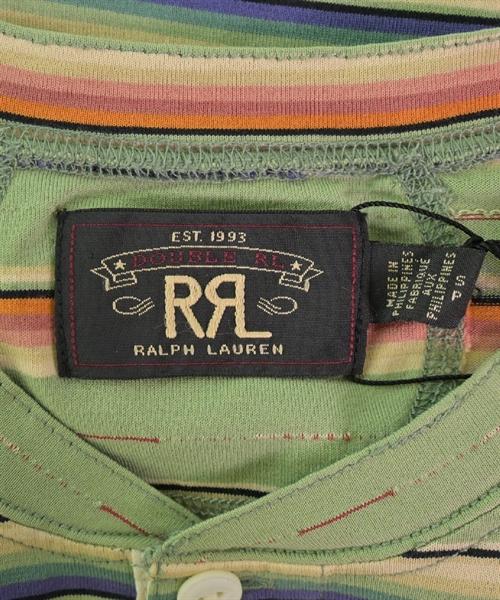 EST. 1993
DOUBLE RL
RRL
RALPH LAUREN
MADE IN
PHILIPPINES
FABRIQUÉ
AUX
PHILIPPINES
P S